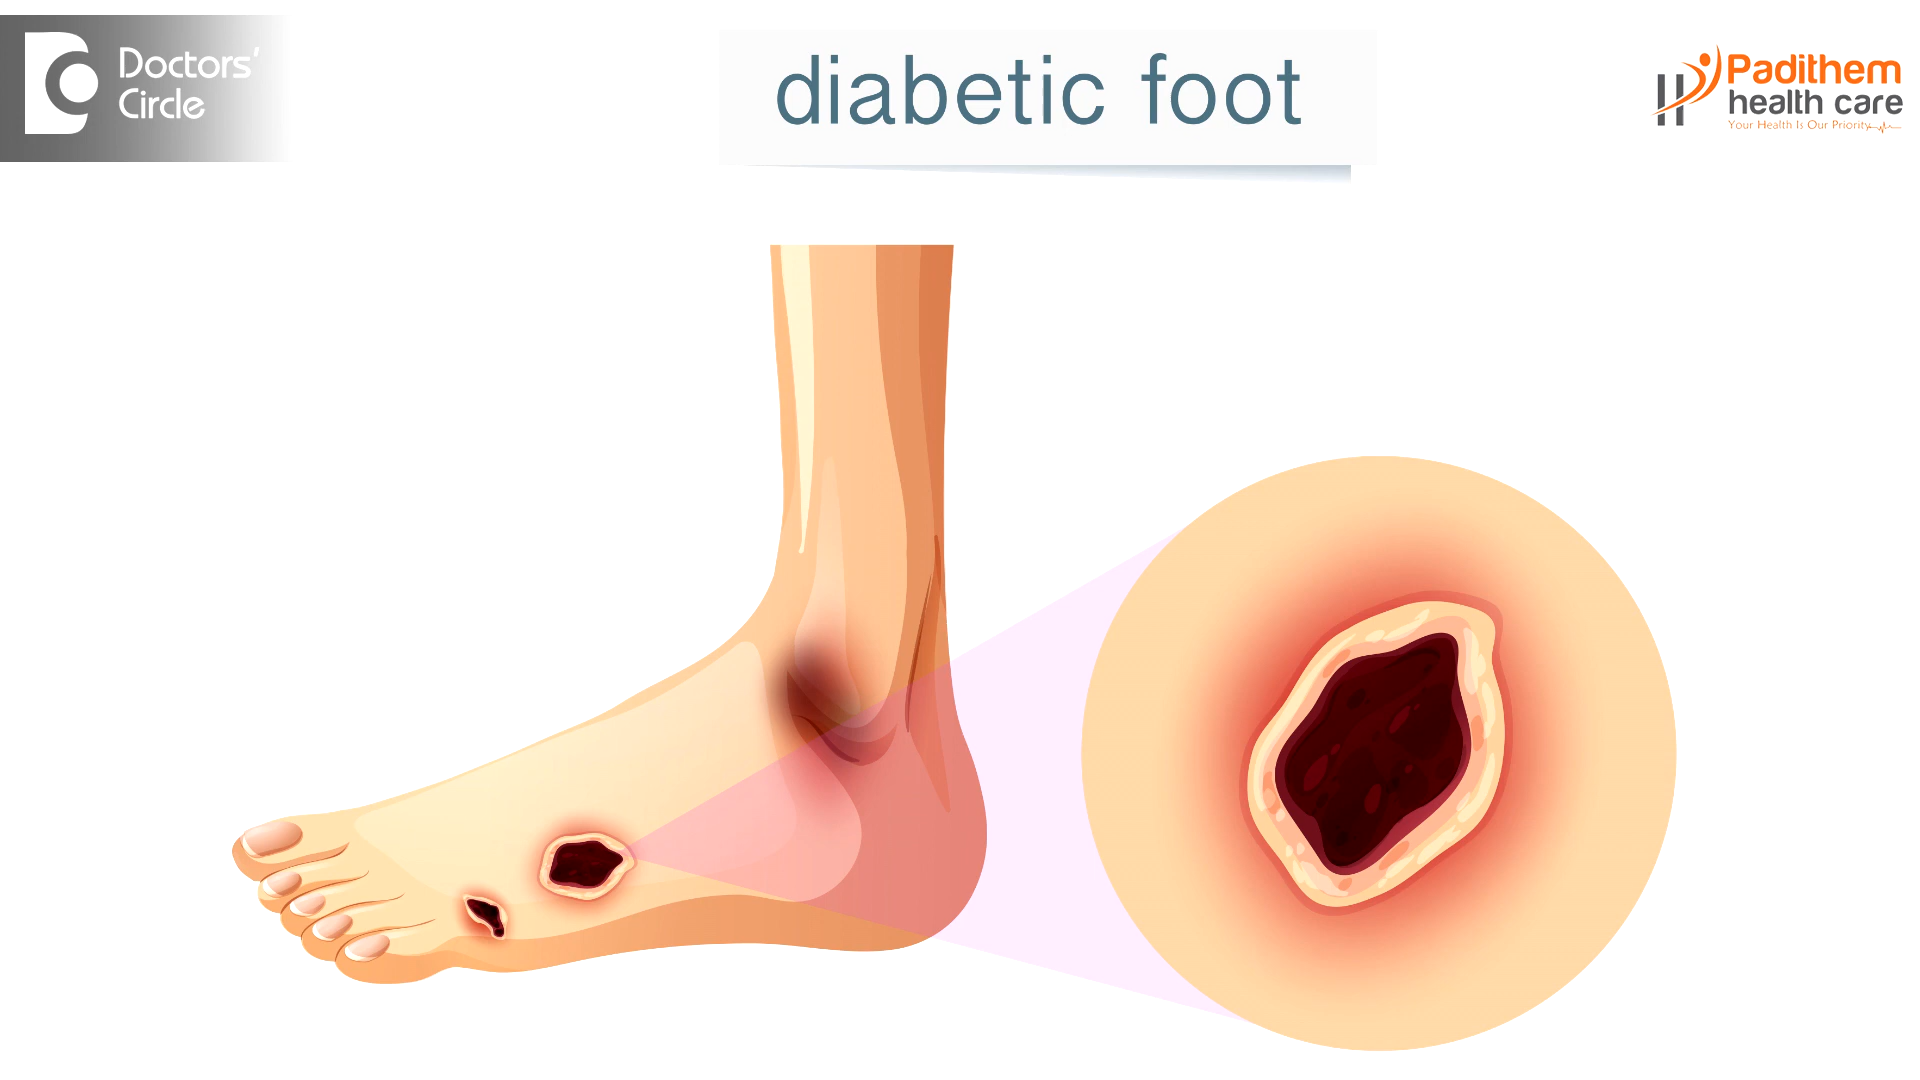 Doctors'
Circle
diabetic foot
Padithem
health care
Your Health Is Our Priority